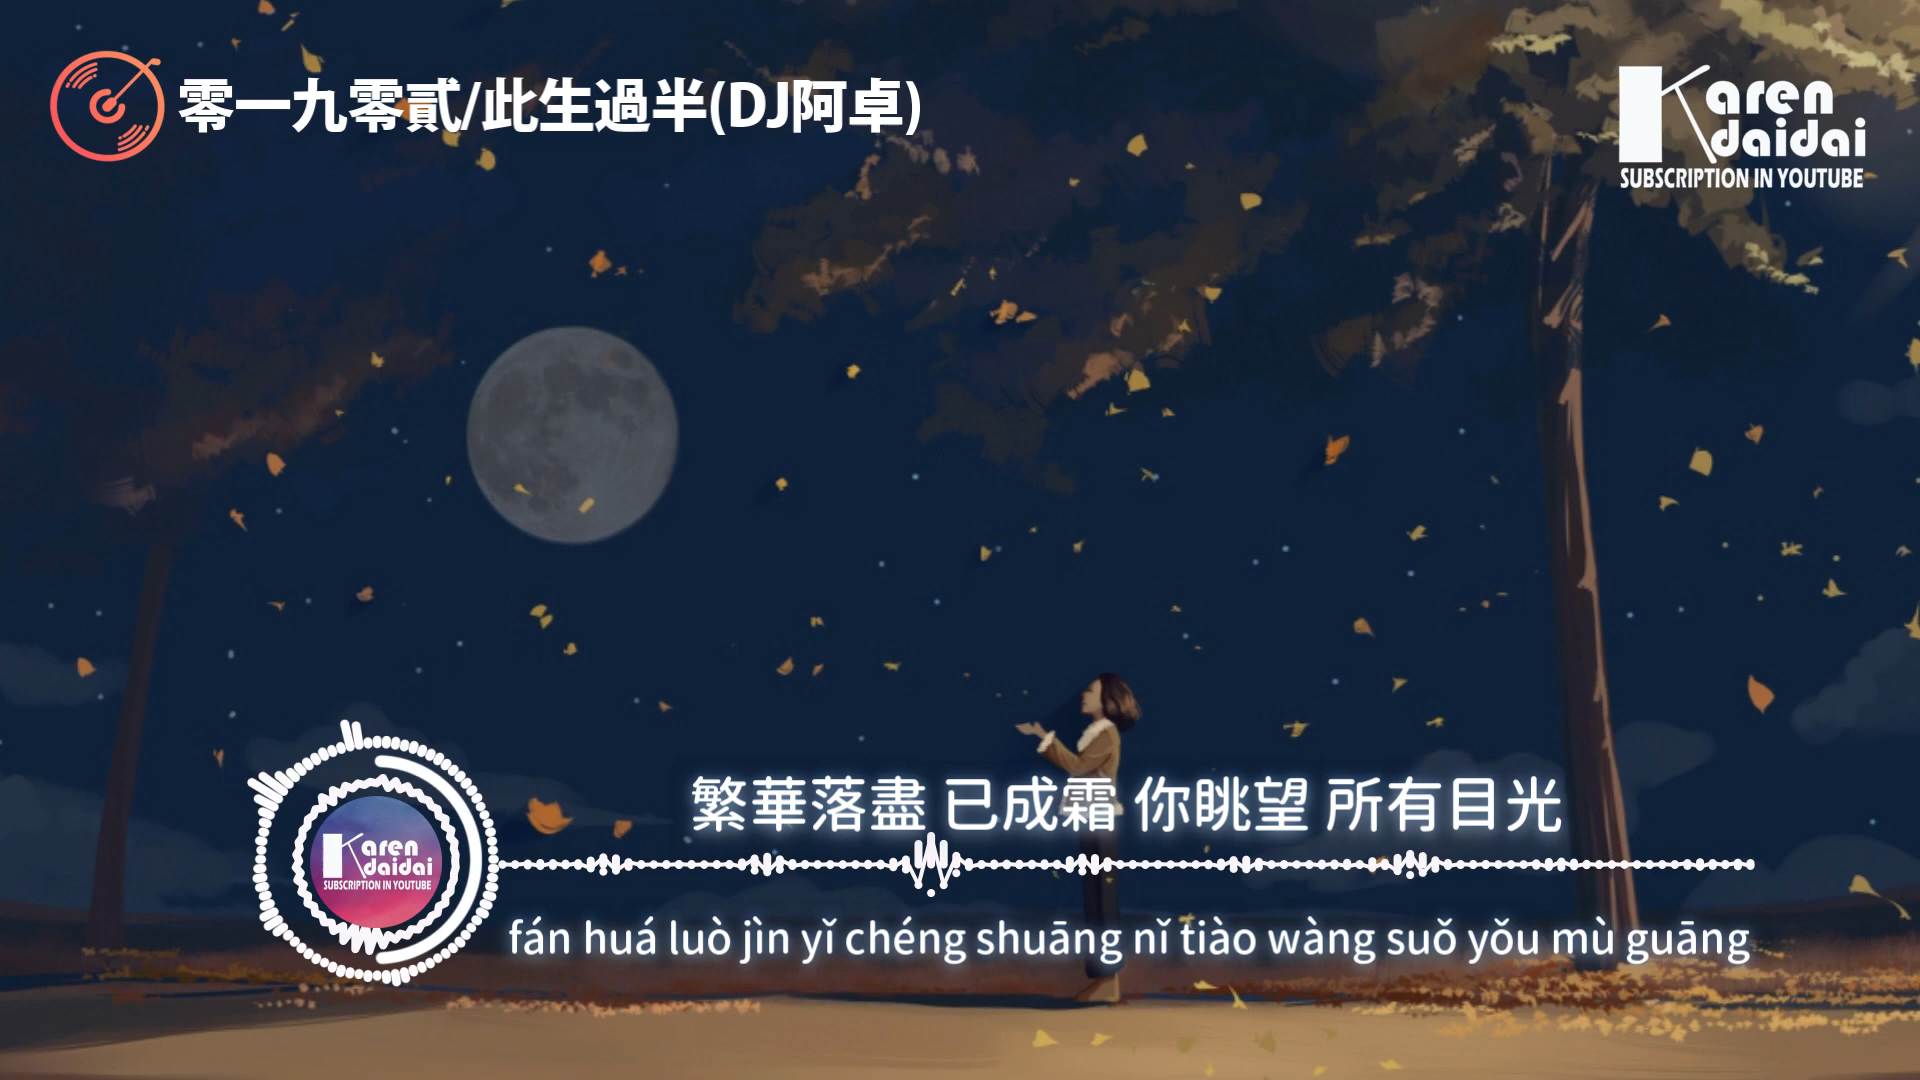 零一九零貳/此生過半(DJ阿卓)
Karen
daidai
SUBSCRIPTION IN YOUTUBE
繁華落盡 已成霜 你眺望 所有目光
Karen
daidai
SUBSCRIPTION IN YOUTUBE
fán huá luò jìn yǐ chéng shuāng nǐ tiào wàng suǒ yǒu mù guāng